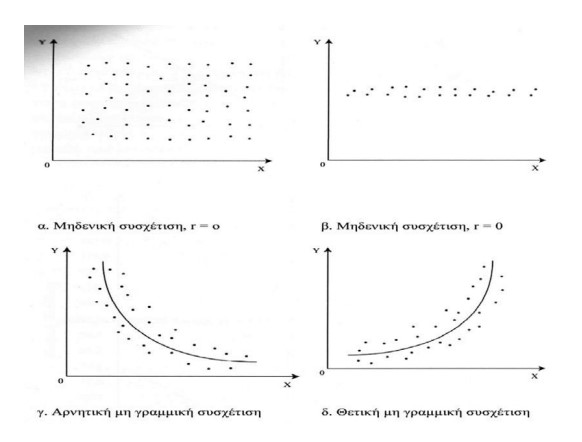 Y
0
X
α. Μηδενική συσχέτιση, r = ο
Y
0
X
β. Μηδενική συσχέτιση, r = 0
Y
0
X
γ. Αρνητική μη γραμμική συσχέτιση
Y
0
X
δ. Θετική μη γραμμική συσχέτιση